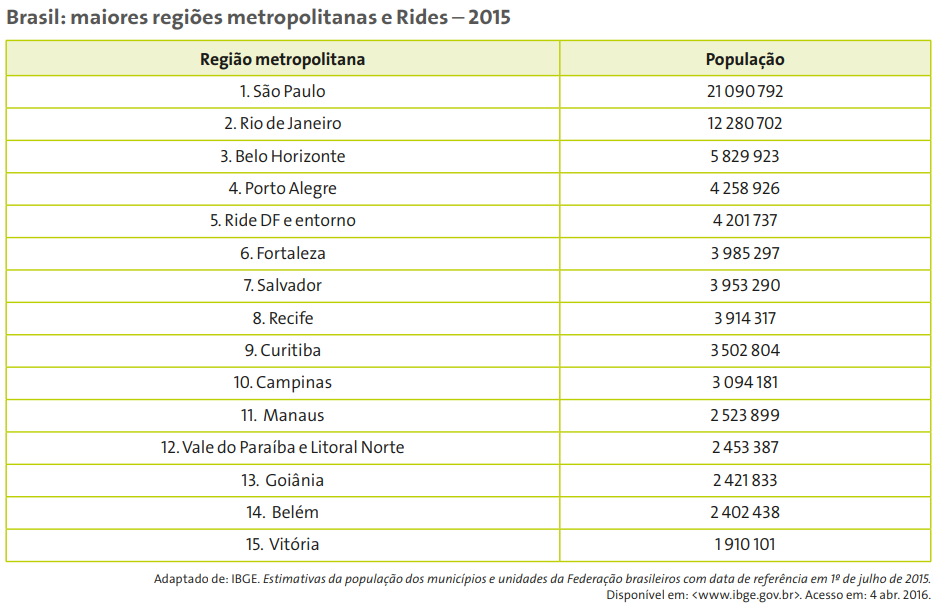 Brasil: maiores regiões metropolitanas e Rides – 2015
Região metropolitana População
1. São Paulo 21 090 792
2. Rio de Janeiro 12 280 702
3. Belo Horizonte 5 829 923
4. Porto Alegre 4 258 926
5. Ride DF e entorno 4 201 737
6. Fortaleza 3 985 297
7. Salvador 3 953 290
8. Recife 3 914 317
9. Curitiba 3 502 804
10. Campinas 3 094 181
11. Manaus 2 523 899
12. Vale do Paraíba e Litoral Norte 2 453 387
13. Goiânia 2 421 833
14. Belém 2 402 438
15. Vitória 1 910 101
Adaptado de: IBGE. Estimativas da população dos municípios e unidades da Federação brasileiros com data de referência em 1º de julho de 2015.
Disponível em: <www.ibge.gov.br>. Acesso em: 4 abr. 2016.